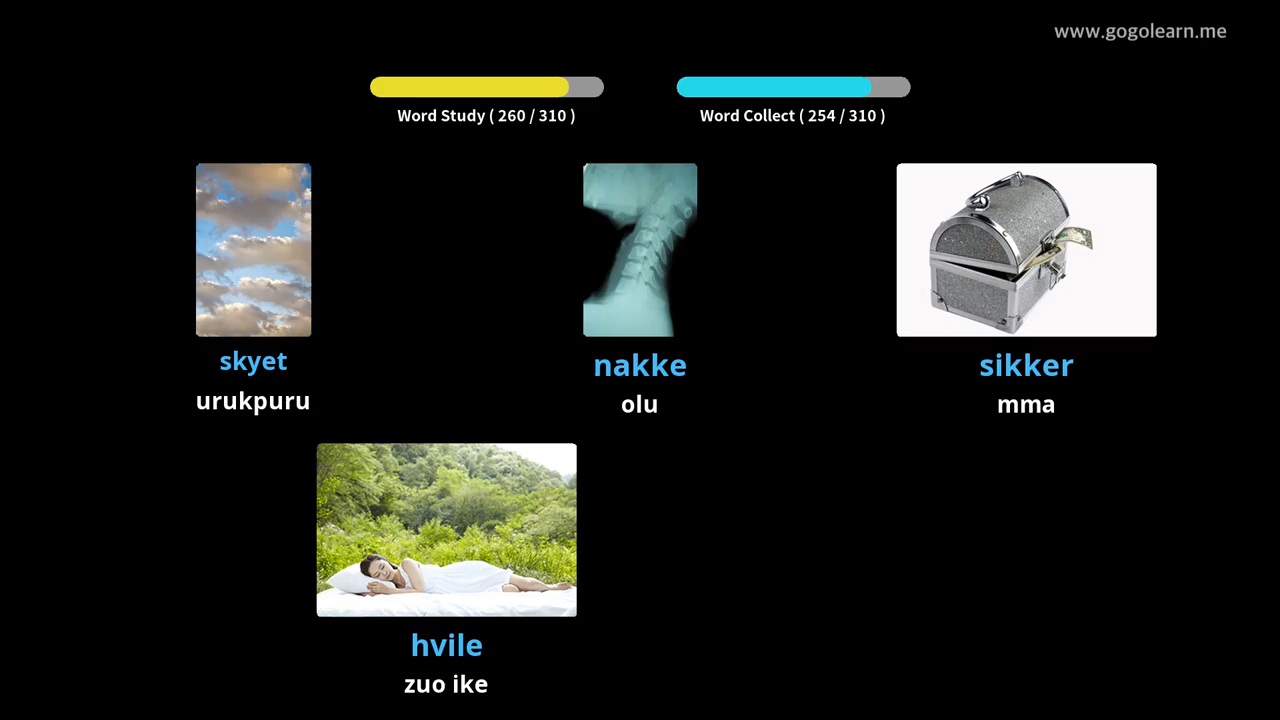 www.gogolearn.me
Word Study ( 260 / 310 )
Word Collect ( 254 / 310 )
skyet
urukpuru
nakke
olu
sikker
mma
hvile
zuo ike